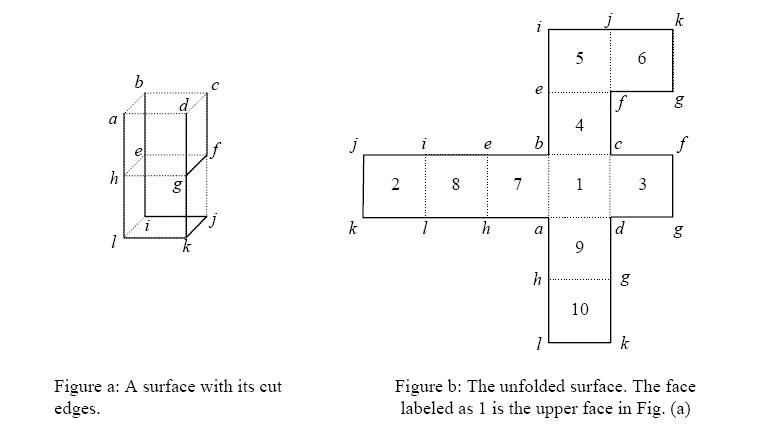 b
c
a
d
e
f
h
g
i
j
l
k
i
j
k
5
6
e
f
g
4
j
i
e
b
c
f
2
8
7
1
3
k
l
h
a
d
g
9
h
g
10
l
k
Figure a: A surface with its cut
edges.
Figure b: The unfolded surface. The face
labeled as 1 is the upper face in Fig. (a)